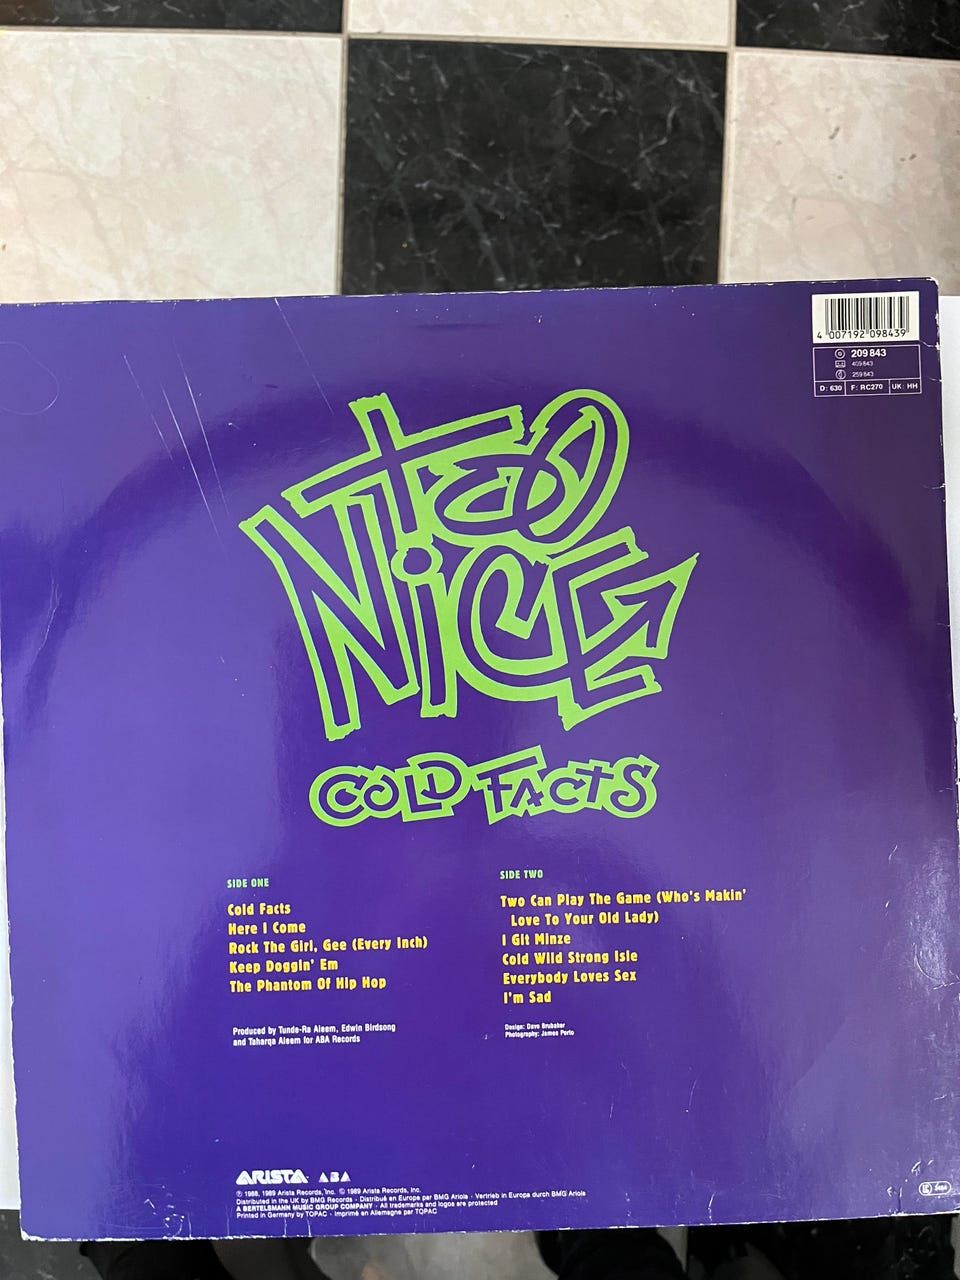 4 007192 098439
209 843
409 843
259 843
D: 630 F: RC270 UK: HH
Too
Nice
Cold Facts
SIDE ONE
Cold Facts
Here I Come
Rock The Girl, Gee (Every Inch)
Keep Doggin' Em
The Phantom Of Hip Hop
Produced by Tunde-Ra Aleem, Edwin Birdsong
and Taharqa Aleem for ABA Records
SIDE TWO
Two Can Play The Game (Who's Makin'
Love To Your Old Lady)
I Git Minze
Cold Wild Strong Isle
Everybody Loves Sex
I'm Sad
Design: Dave Brubaker
Photography: James Porto
ARISTA ABA
℗ 1988, 1989 Arista Records, Inc. © 1989 Arista Records, Inc.
Distributed in the UK by BMG Records · Distribué en Europe par BMG Ariola · Vertrieb in Europa durch BMG Ariola
A BERTELSMANN MUSIC GROUP COMPANY · All trademarks and logos are protected
Printed in Germany by TOPAC · Imprimé en Allemagne par TOPAC